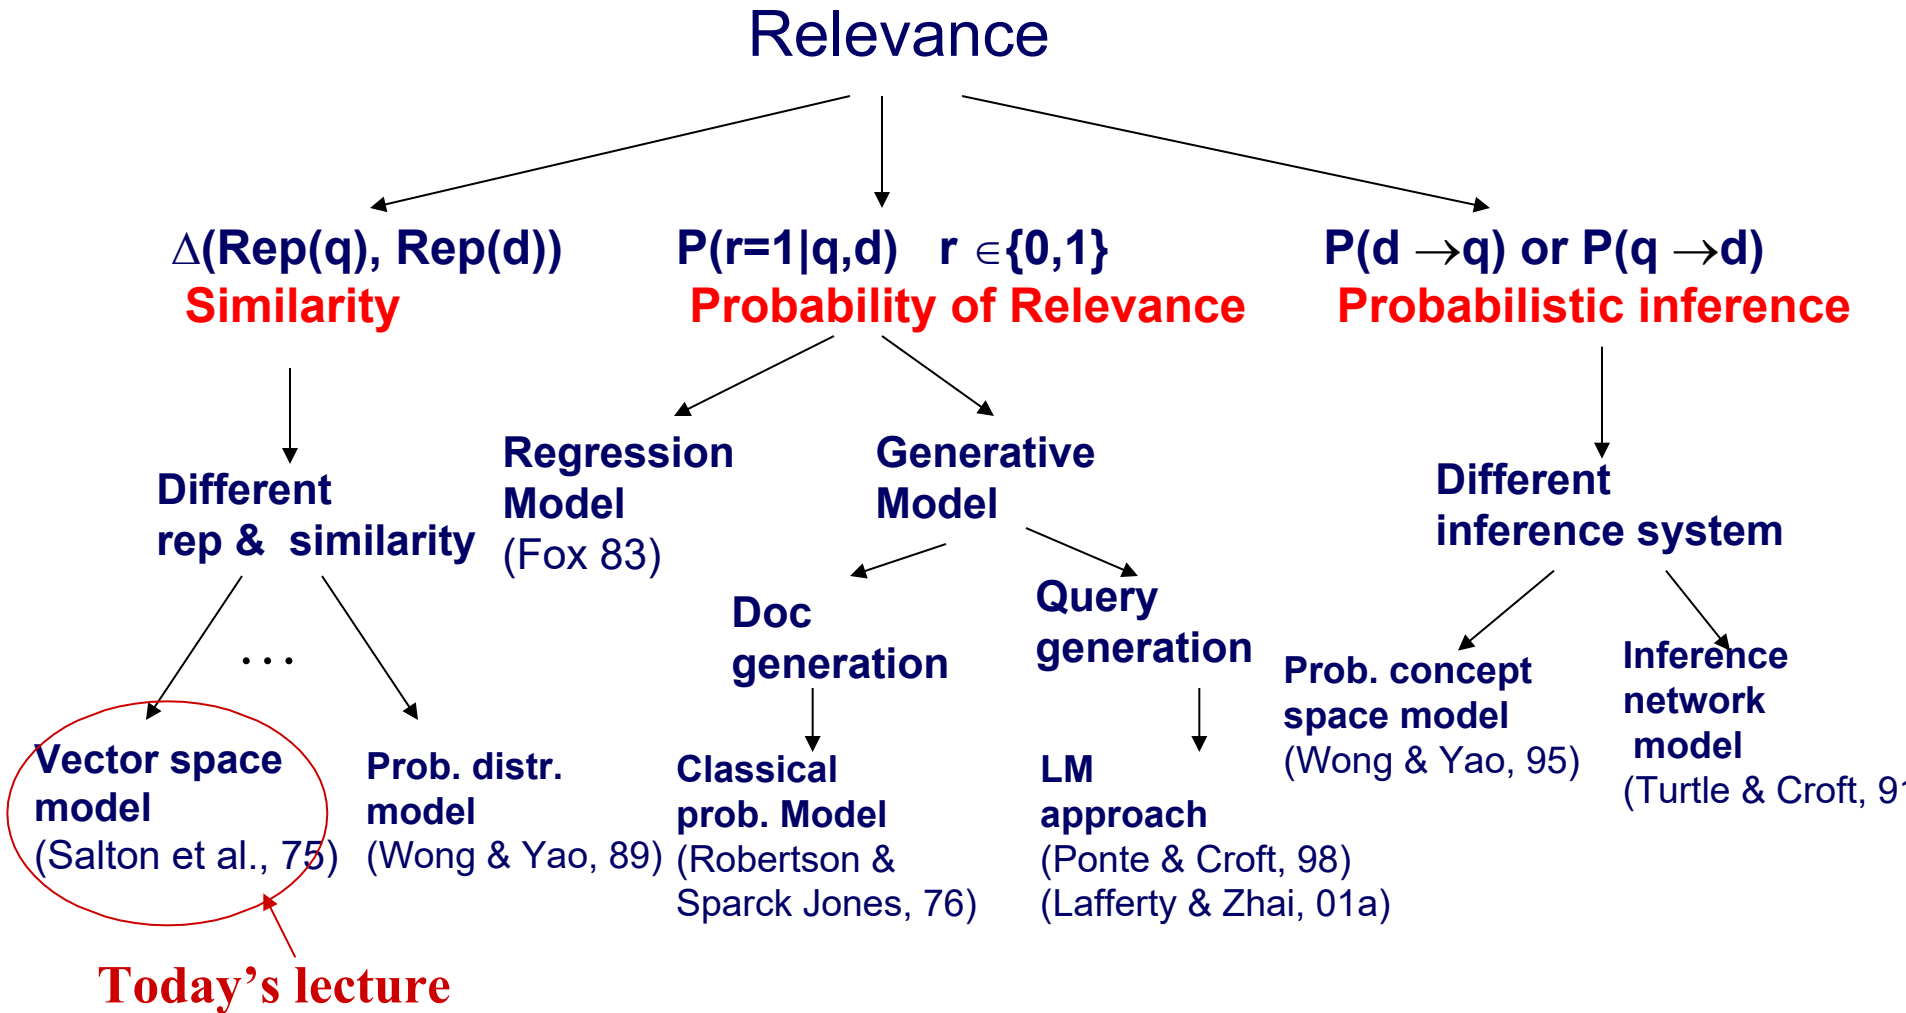 Relevance
∆(Rep(q), Rep(d))
Similarity
P(r=1|q,d) r ∈{0,1}
Probability of Relevance
P(d →q) or P(q →d)
Probabilistic inference
Different
rep & similarity
Regression
Model
(Fox 83)
Generative
Model
Different
inference system
Doc
generation
Query
generation
Prob. concept
space model
(Wong & Yao, 95)
Inference
network
model
(Turtle & Croft, 91
…
Vector space
model
(Salton et al., 75)
Prob. distr.
model
(Wong & Yao, 89)
Classical
prob. Model
(Robertson &
Sparck Jones, 76)
LM
approach
(Ponte & Croft, 98)
(Lafferty & Zhai, 01a)
Today’s lecture